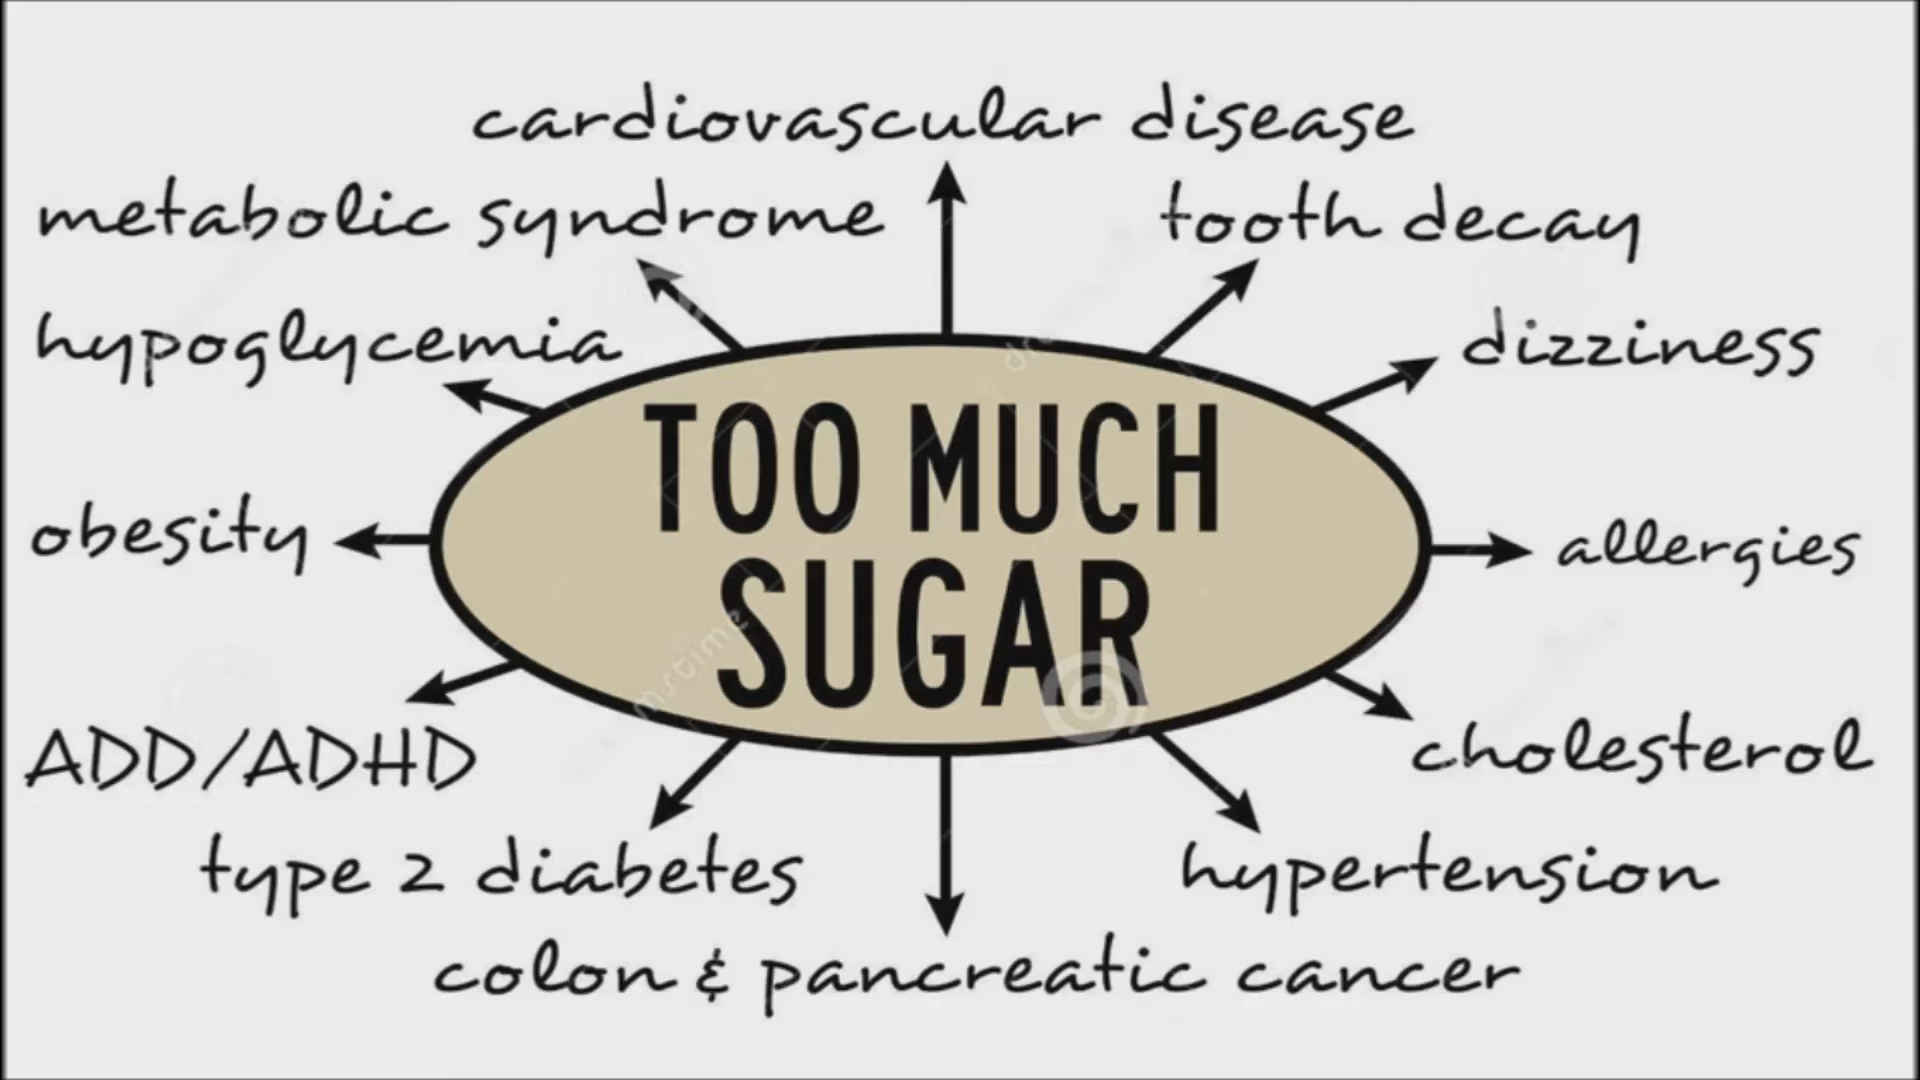 cardiovascular disease
metabolic syndrome
tooth decay
hypoglycemia
dizziness
TOO MUCH
SUGAR
obesity
allergies
ADD/ADHD
cholesterol
type 2 diabetes
hypertension
colon & pancreatic cancer